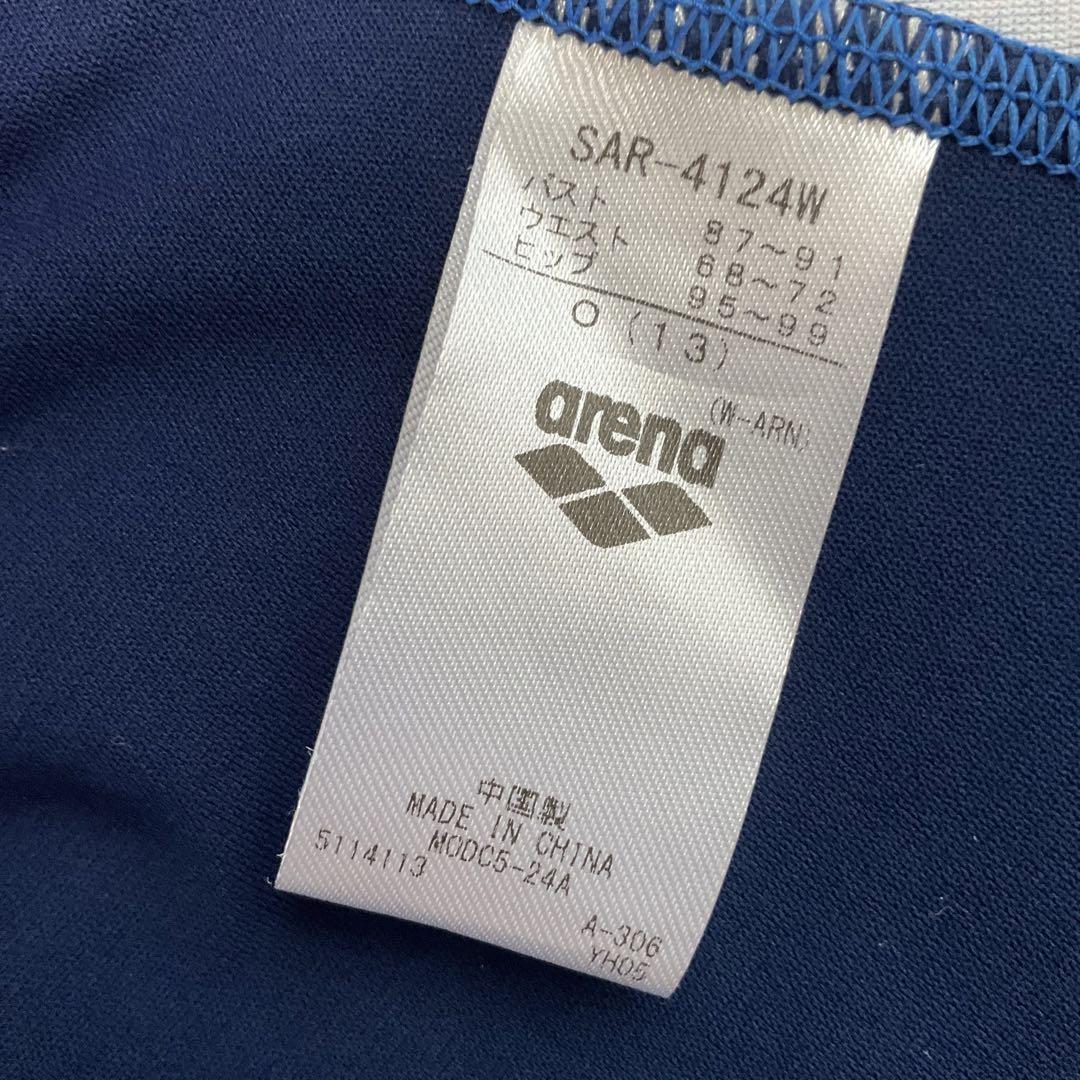 SAR-4124W
バスト 87～91
ウエスト 68～72
ヒップ 95～99
O (13)
(W-ARN)
arena
中国製
MADE IN CHINA
MODC5-24A
5114113
A-306
YH05